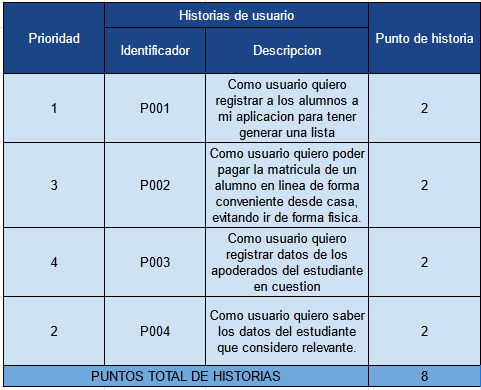 Prioridad
Historias de usuario
Punto de historia
Identificador
Descripcion
1
P001
Como usuario quiero
registrar a los alumnos a
mi aplicacion para tener
generar una lista
2
3
P002
Como usuario quiero poder
pagar la matricula de un
alumno en linea de forma
conveniente desde casa,
evitando ir de forma fisica.
2
4
P003
Como usuario quiero
registrar datos de los
apoderados del estudiante
en cuestion
2
2
P004
Como usuario quiero saber
los datos del estudiante
que considero relevante.
2
PUNTOS TOTAL DE HISTORIAS
8